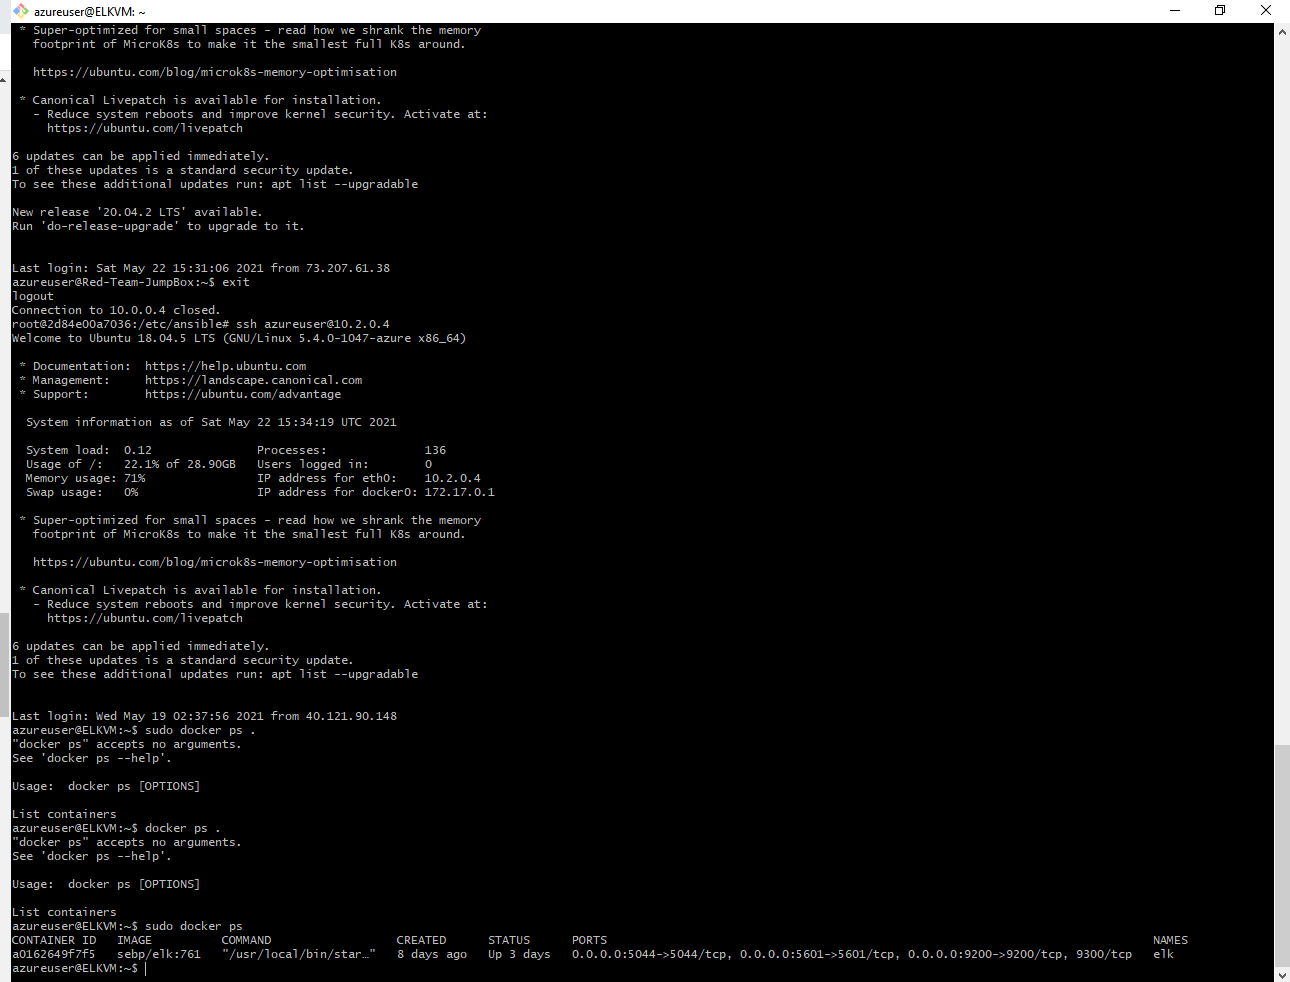 azureuser@ELKVM: ~
 * Super-optimized for small spaces - read how we shrank the memory
   footprint of MicroK8s to make it the smallest full K8s around.
   https://ubuntu.com/blog/microk8s-memory-optimisation
 * Canonical Livepatch is available for installation.
   - Reduce system reboots and improve kernel security. Activate at:
     https://ubuntu.com/livepatch
6 updates can be applied immediately.
1 of these updates is a standard security update.
To see these additional updates run: apt list --upgradable
New release '20.04.2 LTS' available.
Run 'do-release-upgrade' to upgrade to it.
Last login: Sat May 22 15:31:06 2021 from 73.207.61.38
azureuser@Red-Team-JumpBox:~$ exit
logout
Connection to 10.0.0.4 closed.
root@2d84e00a7036:/etc/ansible# ssh azureuser@10.2.0.4
Welcome to Ubuntu 18.04.5 LTS (GNU/Linux 5.4.0-1047-azure x86_64)
 * Documentation:  https://help.ubuntu.com
 * Management:     https://landscape.canonical.com
 * Support:        https://ubuntu.com/advantage
  System information as of Sat May 22 15:34:19 UTC 2021
  System load:  0.12               Processes:              136
  Usage of /:   22.1% of 28.90GB   Users logged in:        0
  Memory usage: 71%                IP address for eth0:    10.2.0.4
  Swap usage:   0%                 IP address for docker0: 172.17.0.1
 * Super-optimized for small spaces - read how we shrank the memory
   footprint of MicroK8s to make it the smallest full K8s around.
   https://ubuntu.com/blog/microk8s-memory-optimisation
 * Canonical Livepatch is available for installation.
   - Reduce system reboots and improve kernel security. Activate at:
     https://ubuntu.com/livepatch
6 updates can be applied immediately.
1 of these updates is a standard security update.
To see these additional updates run: apt list --upgradable
Last login: Wed May 19 02:37:56 2021 from 40.121.90.148
azureuser@ELKVM:~$ sudo docker ps .
"docker ps" accepts no arguments.
See 'docker ps --help'.
Usage:  docker ps [OPTIONS]
List containers
azureuser@ELKVM:~$ docker ps .
"docker ps" accepts no arguments.
See 'docker ps --help'.
Usage:  docker ps [OPTIONS]
List containers
azureuser@ELKVM:~$ sudo docker ps
CONTAINER ID   IMAGE          COMMAND                  CREATED      STATUS      PORTS                                                                              NAMES
a0162649f7f5   sebp/elk:761   "/usr/local/bin/star…"   8 days ago   Up 3 days   0.0.0.0:5044->5044/tcp, 0.0.0.0:5601->5601/tcp, 0.0.0.0:9200->9200/tcp, 9300/tcp   elk
azureuser@ELKVM:~$